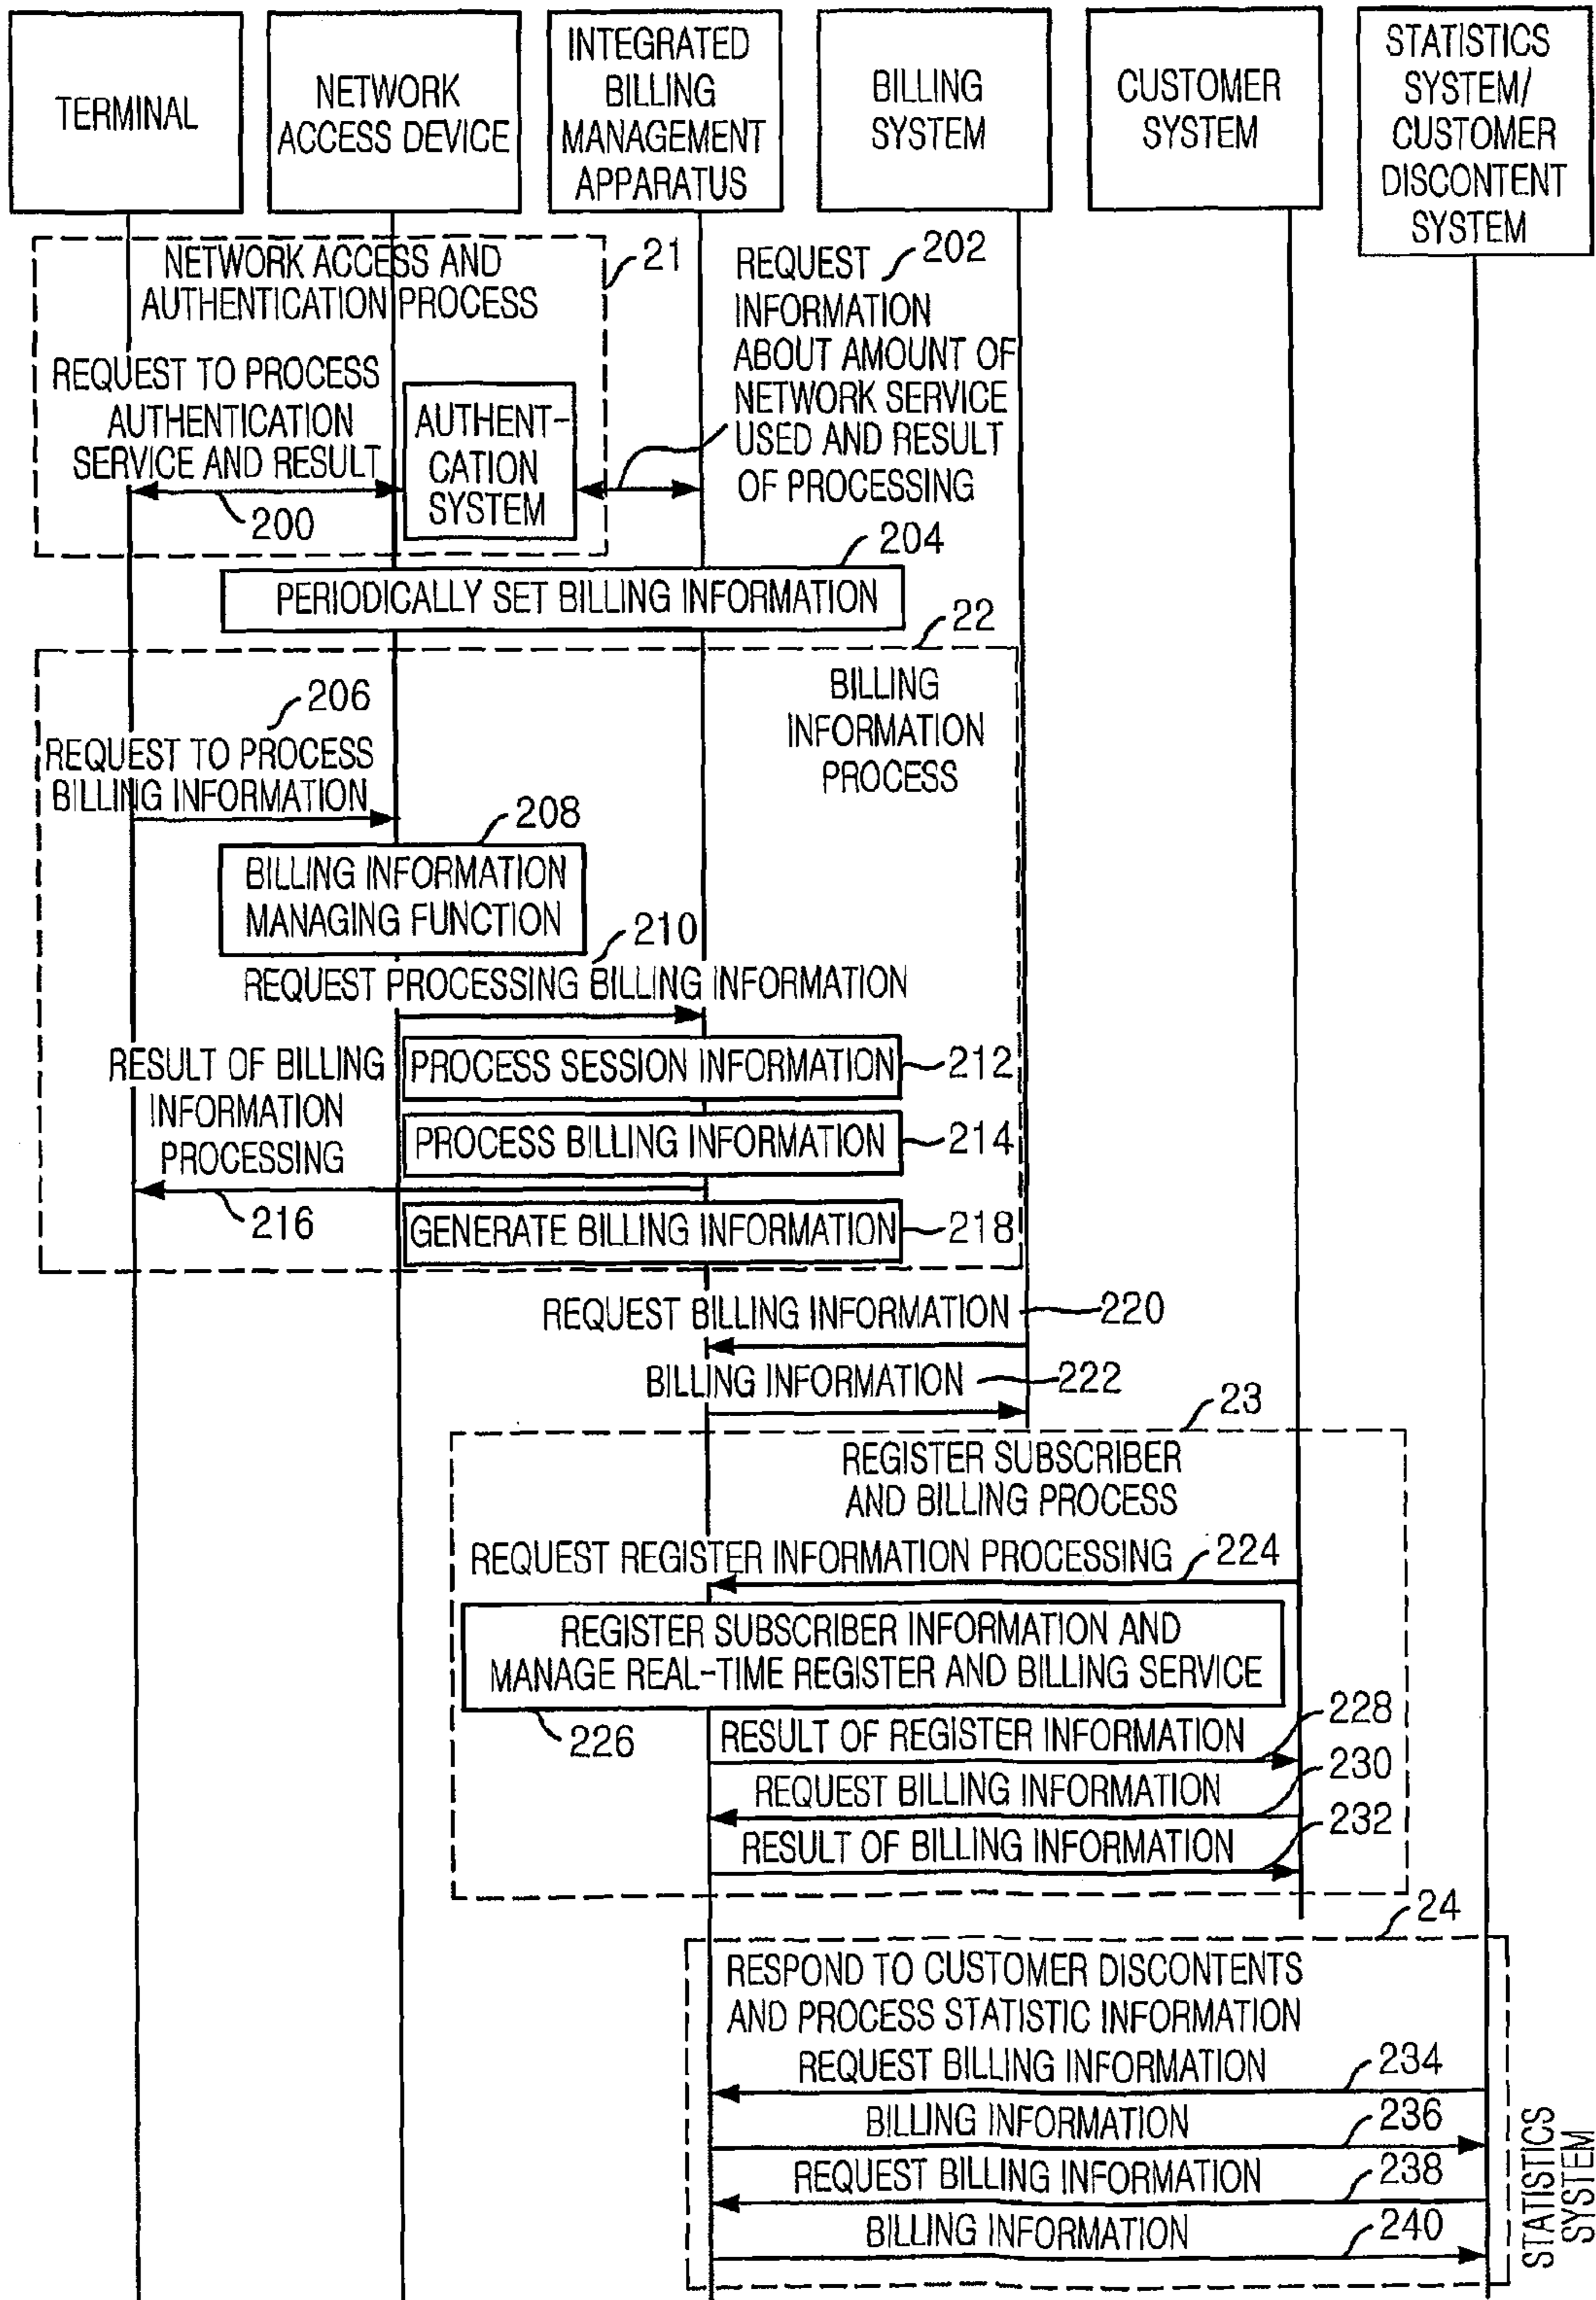 TERMINAL
NETWORK
ACCESS DEVICE
INTEGRATED
BILLING
MANAGEMENT
APPARATUS
BILLING
SYSTEM
CUSTOMER
SYSTEM
STATISTICS
SYSTEM/
CUSTOMER
DISCONTENT
SYSTEM
NETWORK ACCESS AND
AUTHENTICATION PROCESS
21
REQUEST TO PROCESS
AUTHENTICATION
SERVICE AND RESULT
200
AUTHENT-
CATION
SYSTEM
202
REQUEST
INFORMATION
ABOUT AMOUNT OF
NETWORK SERVICE
USED AND RESULT
OF PROCESSING
204
PERIODICALLY SET BILLING INFORMATION
22
BILLING
INFORMATION
PROCESS
206
REQUEST TO PROCESS
BILLING INFORMATION
208
BILLING INFORMATION
MANAGING FUNCTION
210
REQUEST PROCESSING BILLING INFORMATION
PROCESS SESSION INFORMATION
212
RESULT OF BILLING
INFORMATION
PROCESSING
PROCESS BILLING INFORMATION
214
216
GENERATE BILLING INFORMATION
218
REQUEST BILLING INFORMATION
220
BILLING INFORMATION
222
23
REGISTER SUBSCRIBER
AND BILLING PROCESS
REQUEST REGISTER INFORMATION PROCESSING
224
REGISTER SUBSCRIBER INFORMATION AND
MANAGE REAL-TIME REGISTER AND BILLING SERVICE
226
RESULT OF REGISTER INFORMATION
228
REQUEST BILLING INFORMATION
230
RESULT OF BILLING INFORMATION
232
24
RESPOND TO CUSTOMER DISCONTENTS
AND PROCESS STATISTIC INFORMATION
REQUEST BILLING INFORMATION
234
BILLING INFORMATION
236
REQUEST BILLING INFORMATION
238
BILLING INFORMATION
240
STATISTICS
SYSTEM